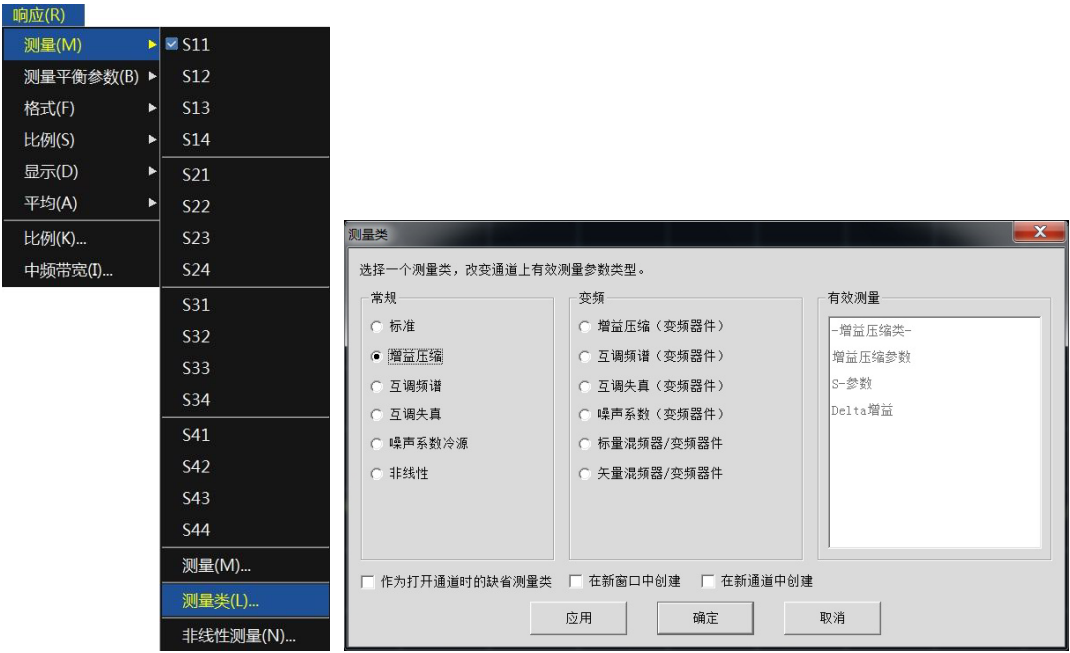 响应(R)
测量(M)
测量平衡参数(B)
格式(F)
比例(S)
显示(D)
平均(A)
比例(K)...
中频带宽(I)...
S11
S12
S13
S14
S21
S22
S23
S24
S31
S32
S33
S34
S41
S42
S43
S44
测量(M)...
测量类(L)...
非线性测量(N)...
测量类
选择一个测量类，改变通道上有效测量参数类型。
常规
标准
增益压缩
互调频谱
互调失真
噪声系数冷源
非线性
变频
增益压缩（变频器件）
互调频谱（变频器件）
互调失真（变频器件）
噪声系数（变频器件）
标量混频器/变频器件
矢量混频器/变频器件
有效测量
-增益压缩类-
增益压缩参数
S-参数
Delta增益
作为打开通道时的缺省测量类
在新窗口中创建
在新通道中创建
应用
确定
取消